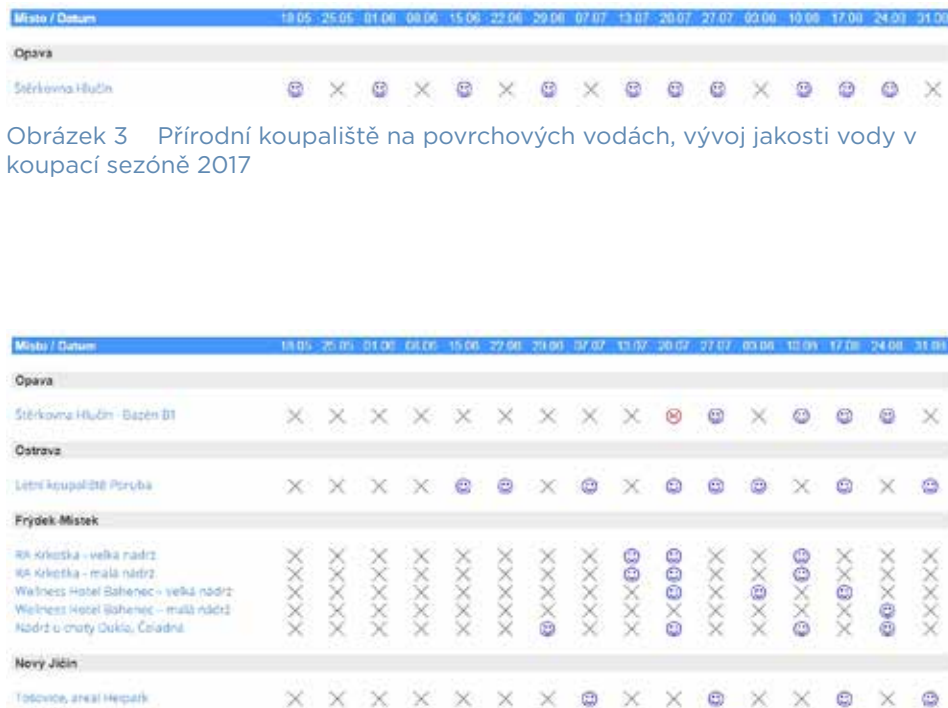 Místo / Datum 18.05 25.05 01.06 08.06 15.06 22.06 29.06 07.07 13.07 20.07 27.07 03.08 10.08 17.08 24.08 31.08
Opava
Štěrkovna Hlučín
Obrázek 3 Přírodní koupaliště na povrchových vodách, vývoj jakosti vody v
koupací sezóně 2017
Místo / Datum 18.05 25.05 01.06 08.06 15.06 22.06 29.06 07.07 13.07 20.07 27.07 03.08 10.08 17.08 24.08 31.08
Opava
Štěrkovna Hlučín - Bazén B1
Ostrava
Letní koupaliště Poruba
Frýdek-Místek
RA Krkoška - velká nádrž
RA Krkoška - malá nádrž
Wellness Hotel Bahenec - velká nádrž
Wellness Hotel Bahenec - malá nádrž
Nádrž u chaty Dukla, Čeladná
Nový Jičín
Tošovice, areál Heipark